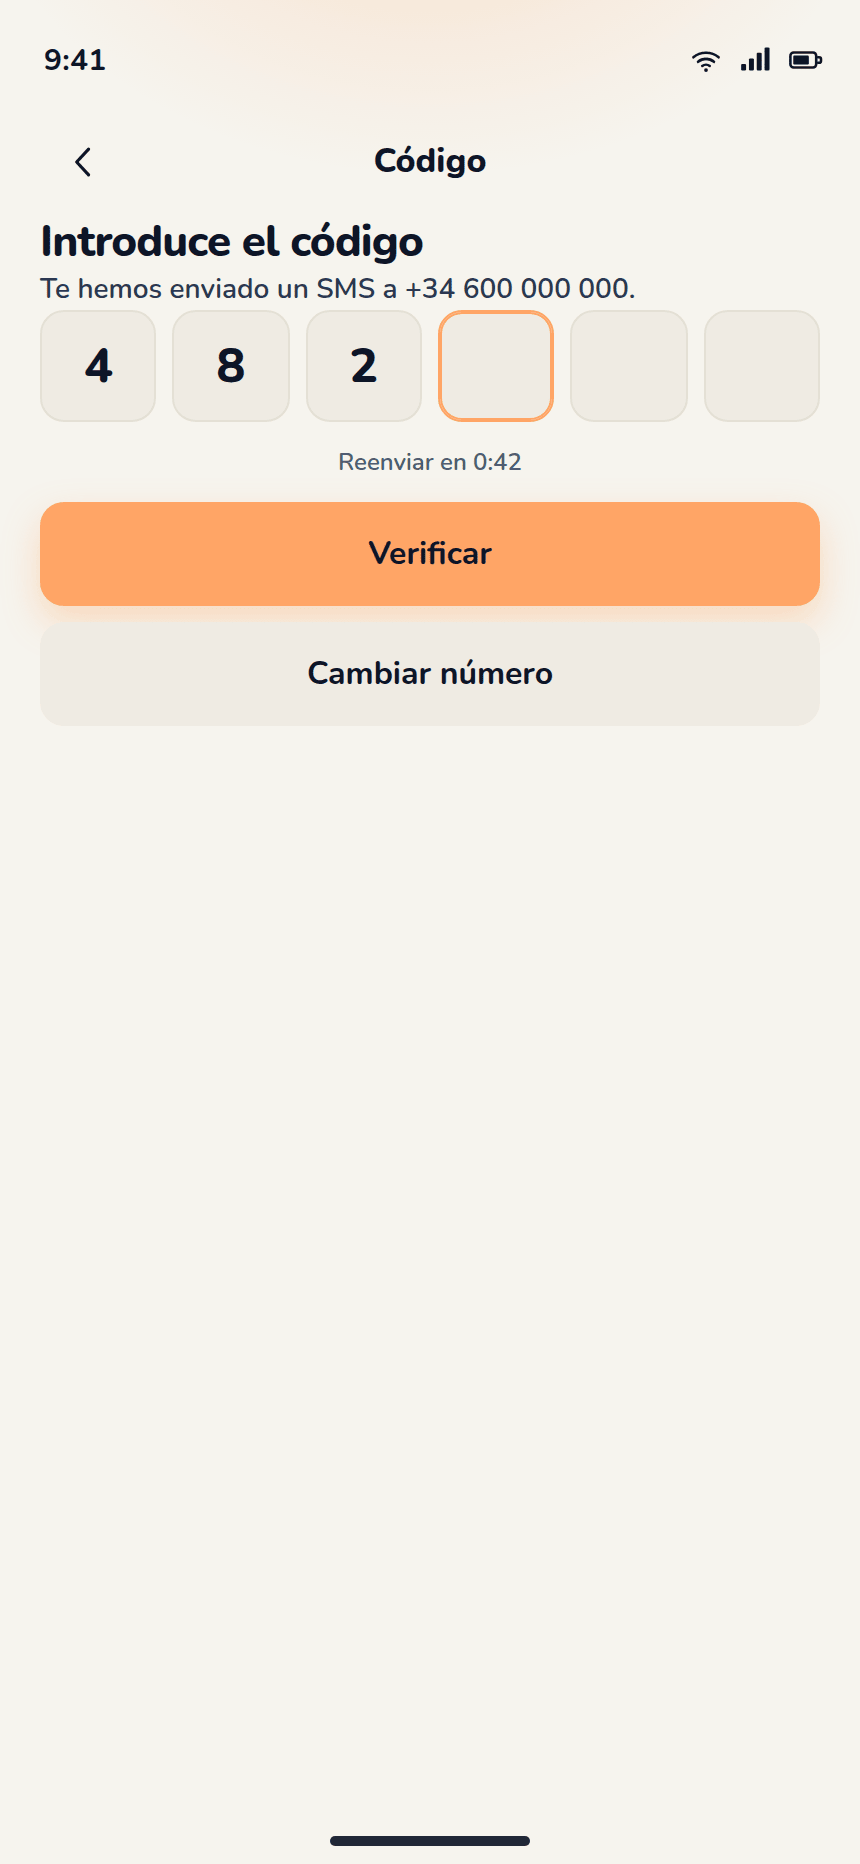 9:41
Código
Introduce el código
Te hemos enviado un SMS a +34 600 000 000.
4 8 2
Reenviar en 0:42
Verificar
Cambiar número